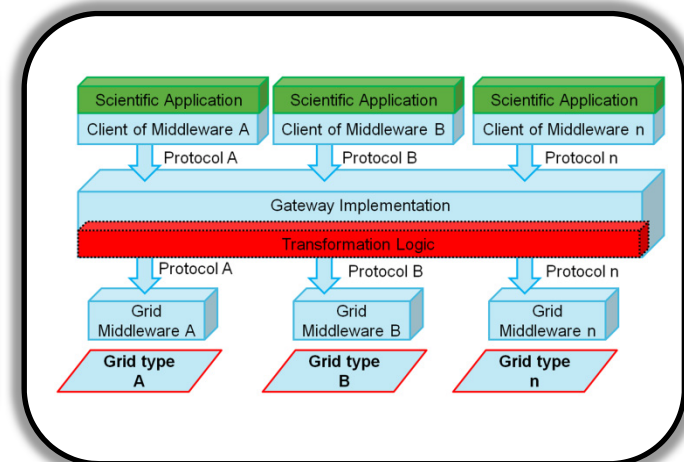 Scientific Application Scientific Application Scientific Application
Client of Middleware A Client of Middleware B Client of Middleware n
Protocol A Protocol B Protocol n
Gateway Implementation
Transformation Logic
Protocol A Protocol B Protocol n
Grid Grid Grid
Middleware A Middleware B Middleware n
Grid type Grid type Grid type
A B n